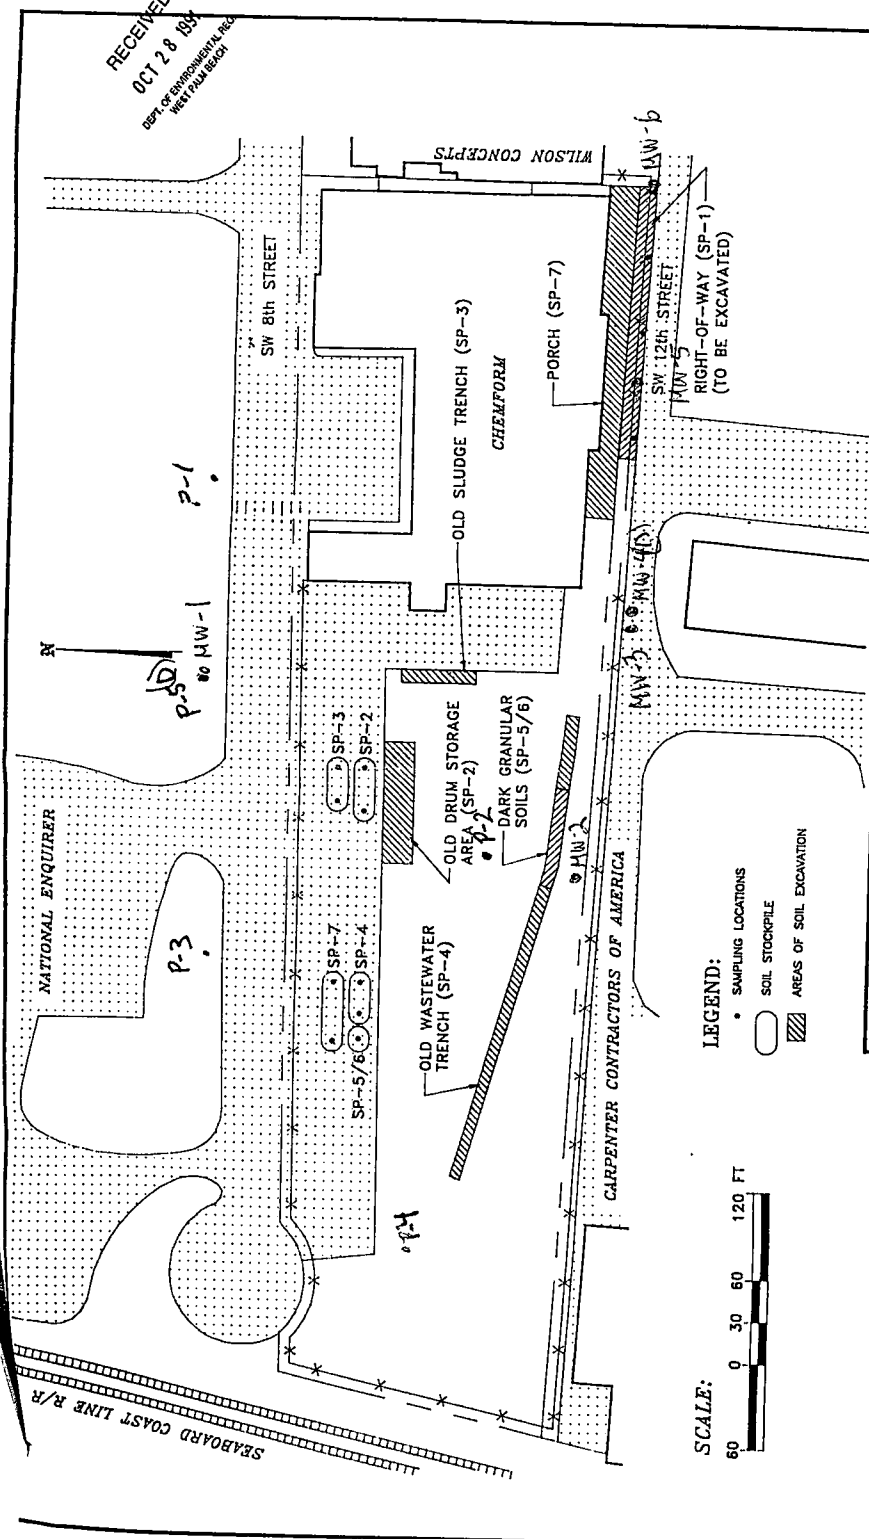 RECEIVED
OCT 28 1991
DEPT. OF ENVIRONMENTAL REG
WEST PALM BEACH
WILSON CONCEPTS
MW-6
SW 8th STREET
OLD SLUDGE TRENCH (SP-3)
CHEMFORM
PORCH (SP-7)
SW 12th STREET
MW-5
RIGHT-OF-WAY (SP-1)
(TO BE EXCAVATED)
P-1
N
P-5(D)
MW-1
MW-3
MW-4(D)
SP-3
SP-2
OLD DRUM STORAGE
AREA (SP-2)
P-2
DARK GRANULAR
SOILS (SP-5/6)
MW-2
NATIONAL ENQUIRER
P-3
SP-7
SP-4
SP-5/6
OLD WASTEWATER
TRENCH (SP-4)
CARPENTER CONTRACTORS OF AMERICA
P-4
SEABOARD COAST LINE R/R
LEGEND:
SAMPLING LOCATIONS
SOIL STOCKPILE
AREAS OF SOIL EXCAVATION
SCALE:
60 0 30 60 120 FT